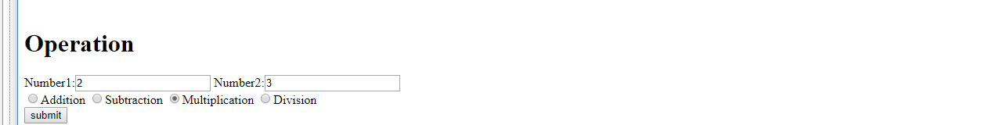 Operation
Number1:2 Number2:3
Addition Subtraction Multiplication Division
submit